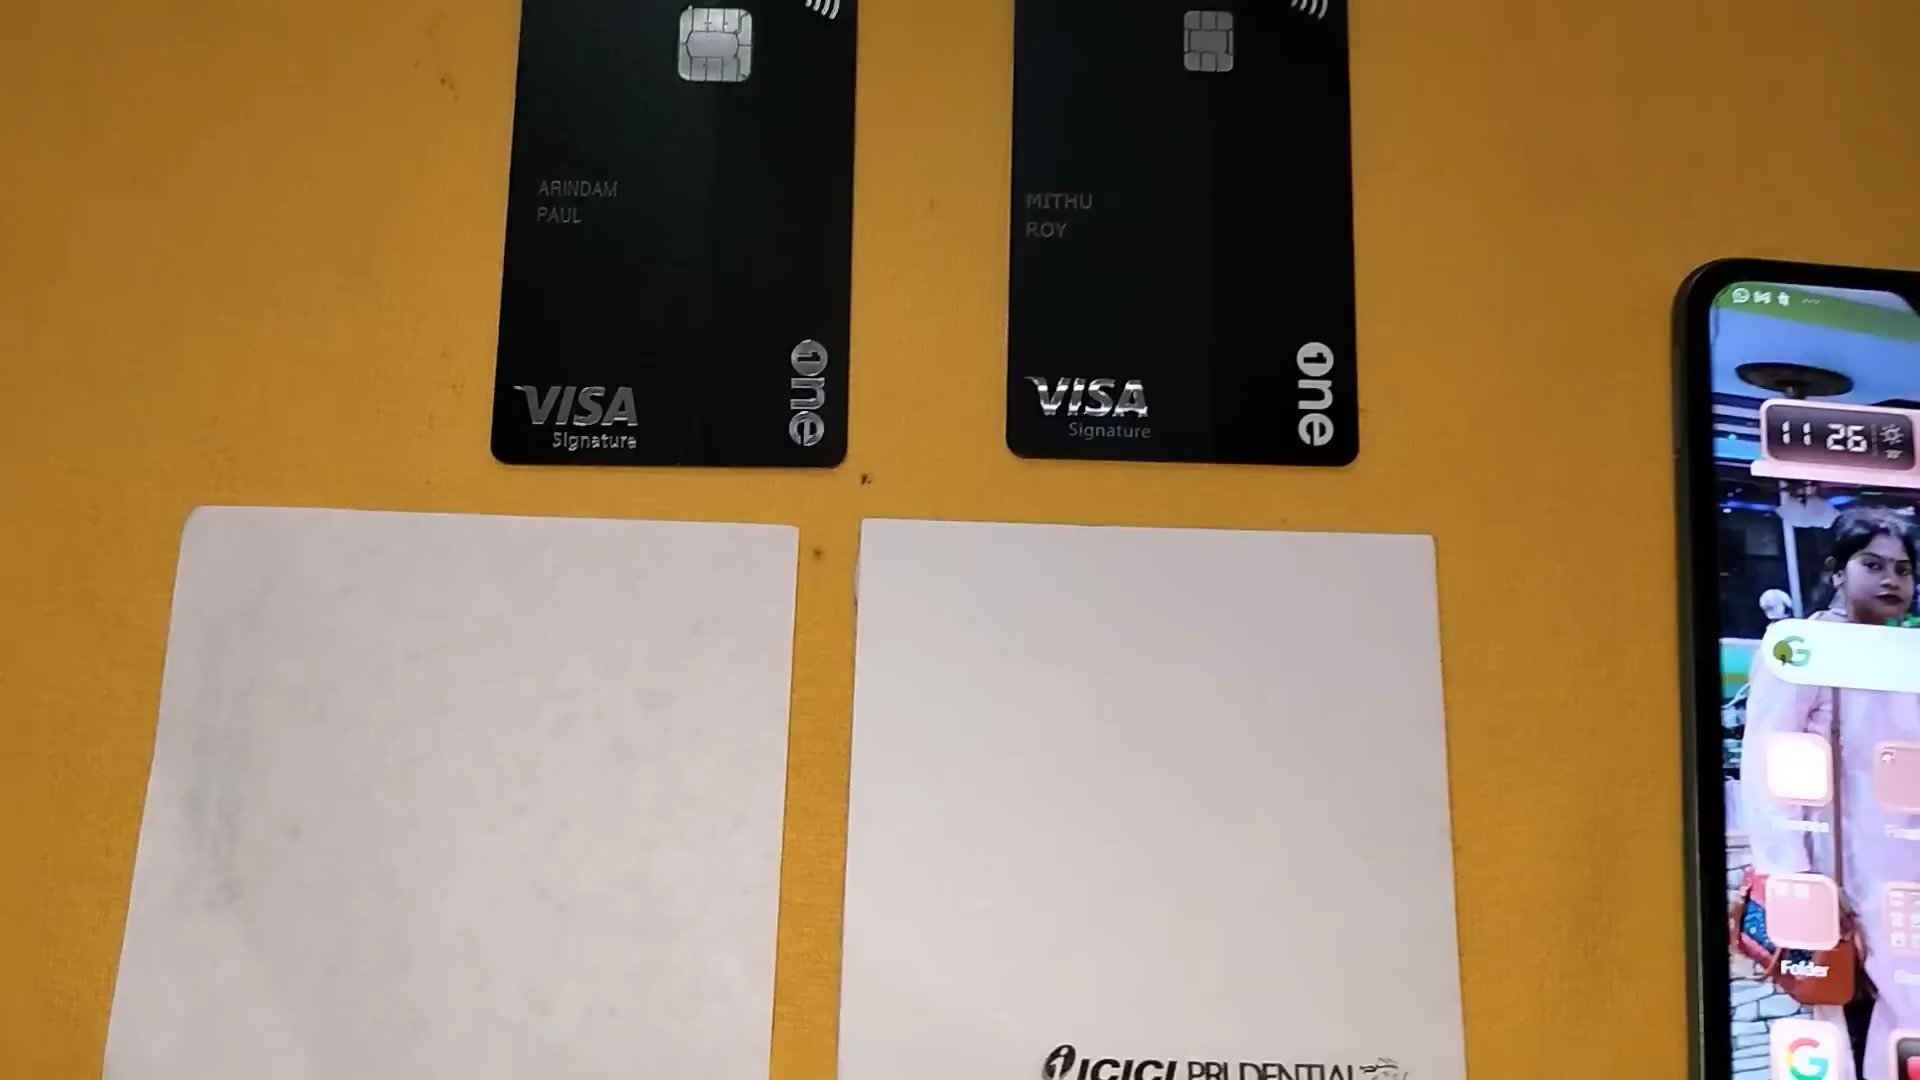 ARINDAM
PAUL
VISA
Signature
one
MITHU
ROY
VISA
Signature
one
11 26
G
Folder
G
ICICI PRUDENTIAL